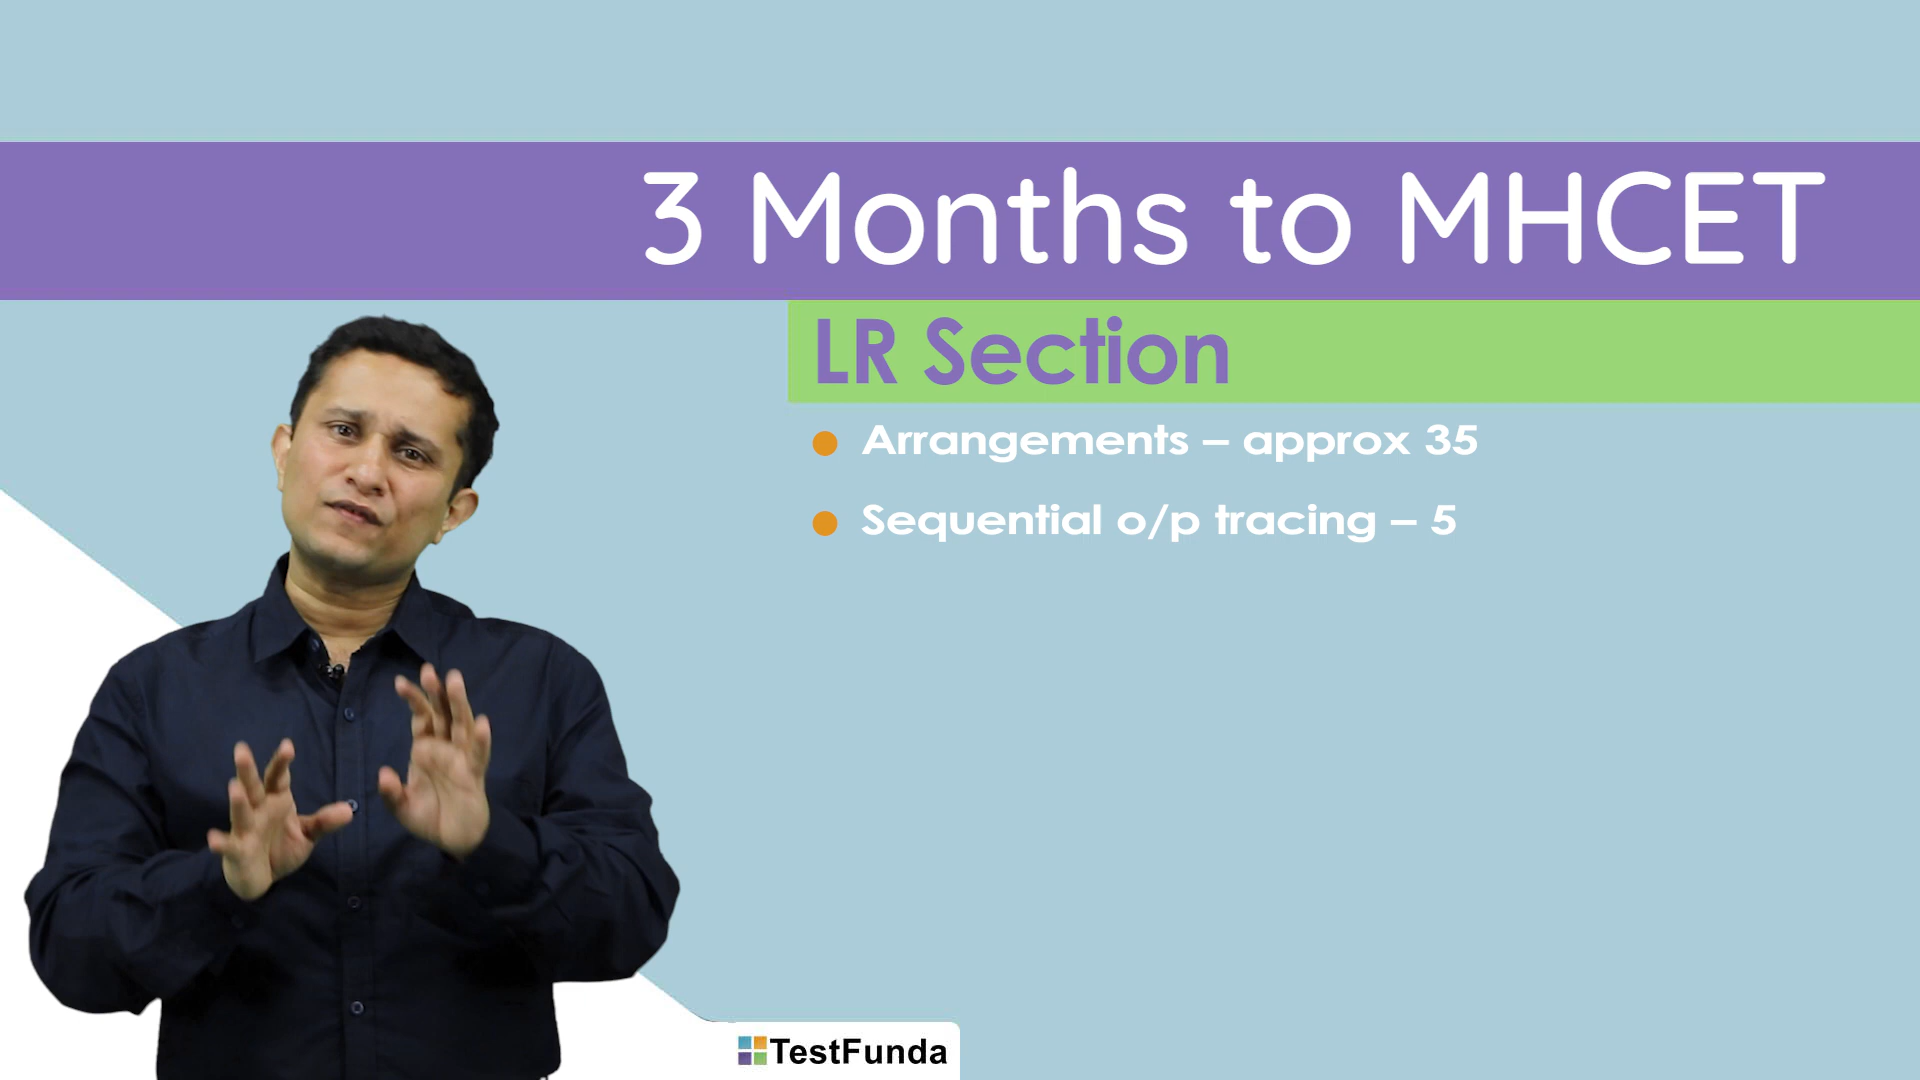 3 Months to MHCET
LR Section
Arrangements – approx 35
Sequential o/p tracing – 5
TestFunda